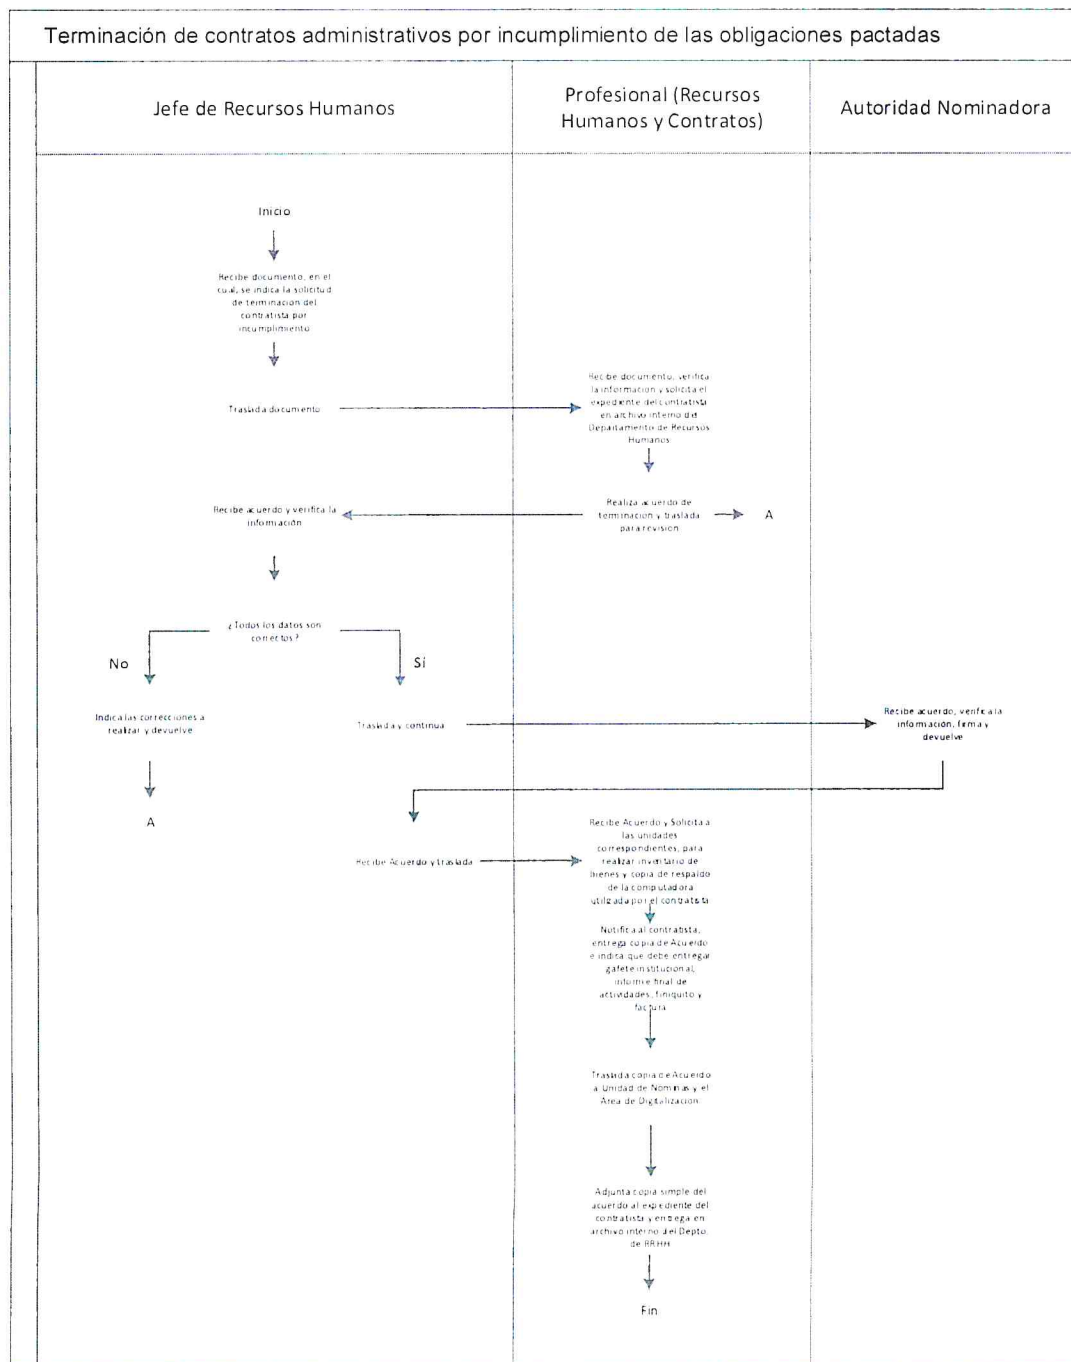 Terminación de contratos administrativos por incumplimiento de las obligaciones pactadas
Jefe de Recursos Humanos
Profesional (Recursos
Humanos y Contratos)
Autoridad Nominadora
Inicio
Recibe documento, en el
cual, se indica la solicitud
de terminación del
contratista por
incumplimiento
Traslada documento
Recibe documento, verifica
la información y solicita el
expediente del contratista
en archivo interno del
Departamento de Recursos
Humanos
Recibe acuerdo y verifica la
información
Realiza acuerdo de
terminación y traslada
para revisión
A
¿Todos los datos son
correctos?
No
Sí
Indica las correcciones a
realizar y devuelve
Traslada y continua
Recibe acuerdo, verifica la
información, firma y
devuelve
A
Recibe Acuerdo y traslada
Recibe Acuerdo y Solicita a
las unidades
correspondientes, para
realizar inventario de
bienes y copia de respaldo
de la computadora
utilizada por el contratista
Notifica al contratista,
entrega copia de Acuerdo
e indica que debe entregar
gafete institucional,
informe final de
actividades, finiquito y
factura
Traslada copia de Acuerdo
a Unidad de Nominas y el
Area de Digitalización
Adjunta copia simple del
acuerdo al expediente del
contratista y entrega en
archivo interno del Depto.
de RRHH
Fin